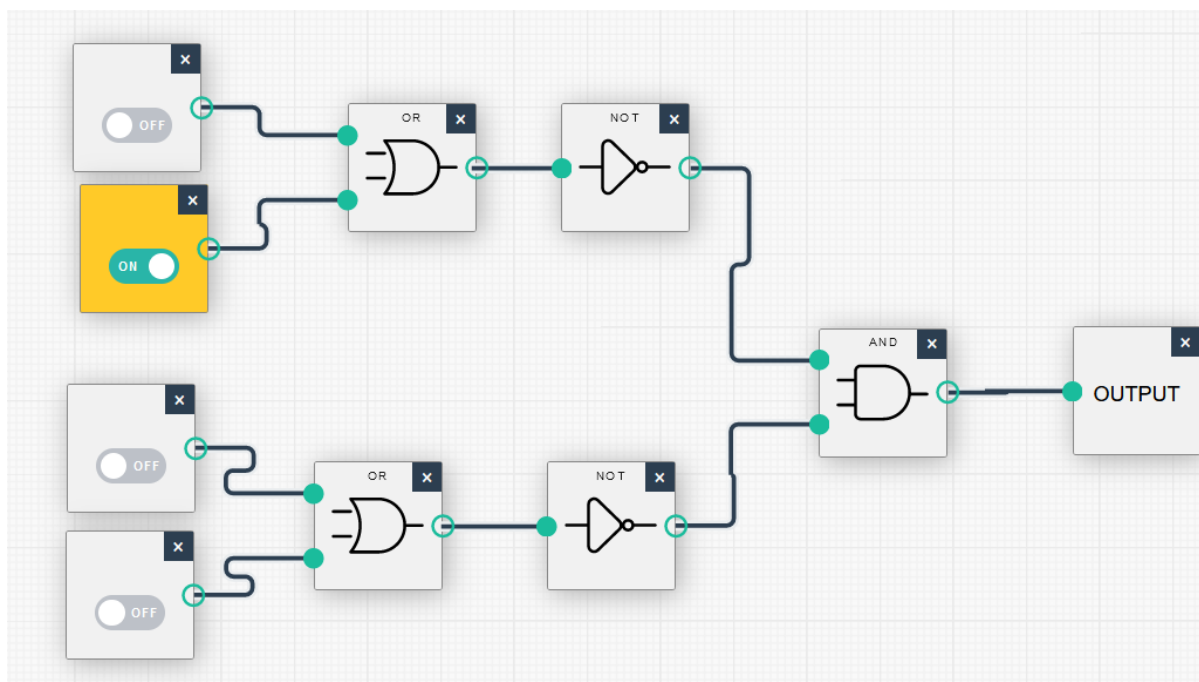 ×
OFF
×
ON
OR
×
NOT
×
×
OFF
×
OFF
OR
×
NOT
×
AND
×
×
OUTPUT